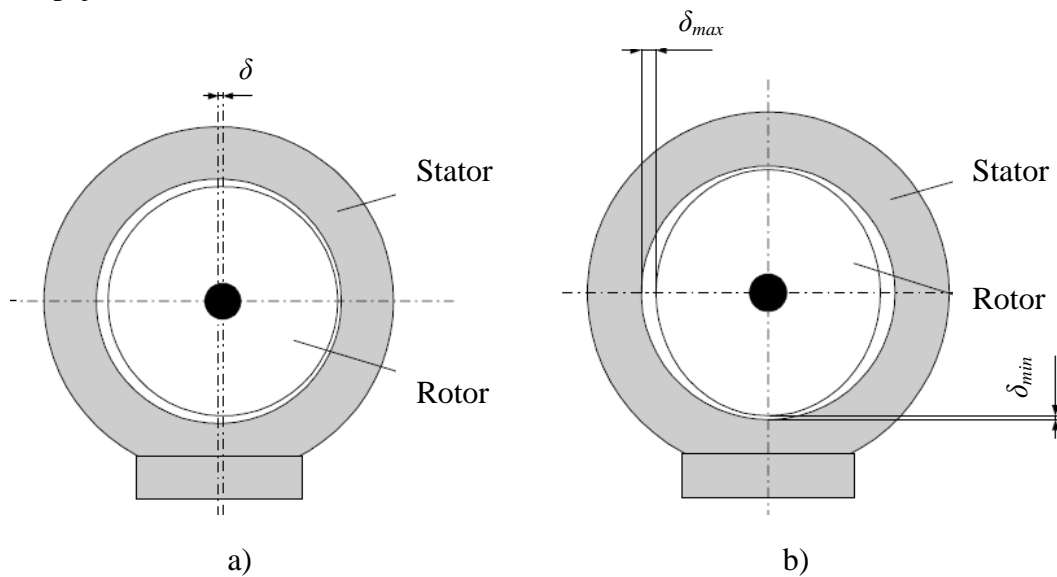 δ
Stator
Rotor
a)
δmax
Stator
Rotor
δmin
b)